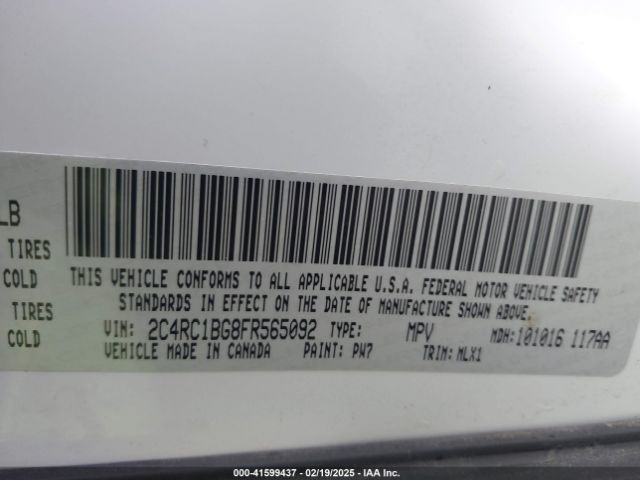 LB
TIRES
COLD
TIRES
COLD
THIS VEHICLE CONFORMS TO ALL APPLICABLE U.S.A. FEDERAL MOTOR VEHICLE SAFETY
STANDARDS IN EFFECT ON THE DATE OF MANUFACTURE SHOWN ABOVE.
VIN: 2C4RC1BG8FR565092 TYPE: MPV MDH:101016 117AA
VEHICLE MADE IN CANADA PAINT: PW7 TRIM: MLX1
000-41599437 - 02/19/2025 - IAA Inc.